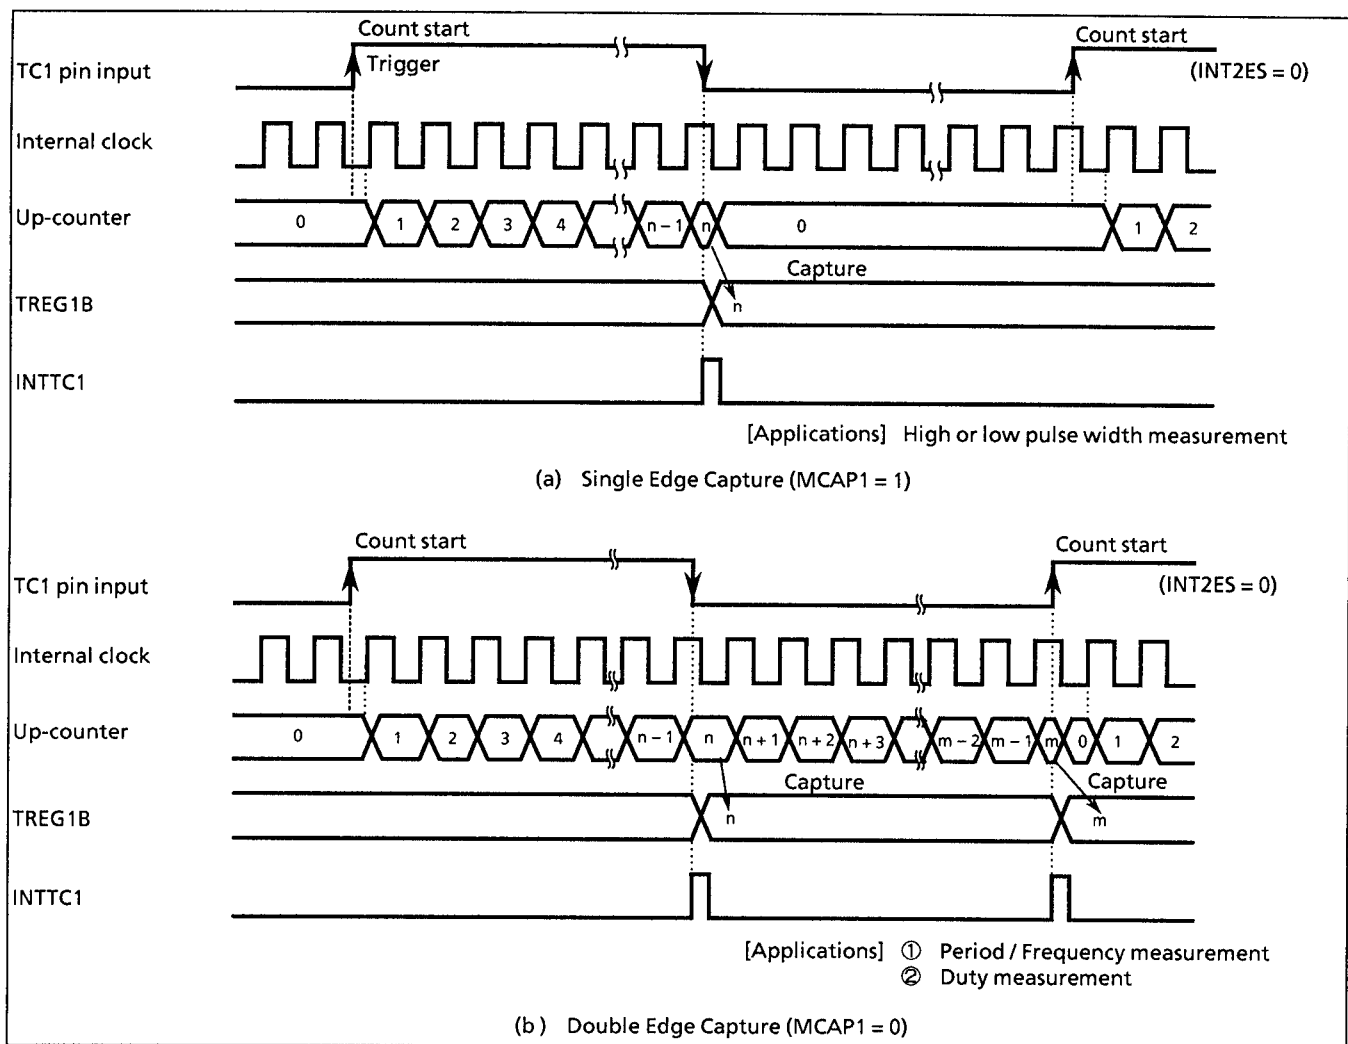 Count start
Count start
TC1 pin input
Trigger
(INT2ES = 0)
Internal clock
Up-counter
0 1 2 3 4 n – 1 n 0 1 2
Capture
TREG1B
n
INTTC1
[Applications] High or low pulse width measurement
(a) Single Edge Capture (MCAP1 = 1)
Count start
Count start
TC1 pin input
(INT2ES = 0)
Internal clock
Up-counter
0 1 2 3 4 n – 1 n n + 1 n + 2 n + 3 m – 2 m – 1 m 0 1 2
Capture
Capture
TREG1B
n
m
INTTC1
[Applications] ① Period / Frequency measurement
② Duty measurement
(b) Double Edge Capture (MCAP1 = 0)